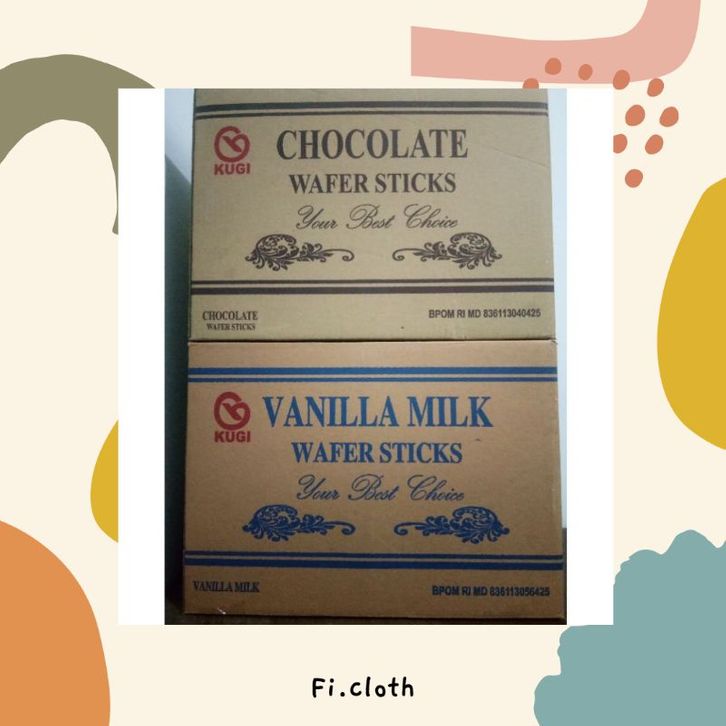 KUGI
CHOCOLATE
WAFER STICKS
Your Best Choice
CHOCOLATE
WAFER STICKS
BPOM RI MD 836113040425
KUGI
VANILLA MILK
WAFER STICKS
Your Best Choice
VANILLA MILK
BPOM RI MD 836113056425
Fi.cloth